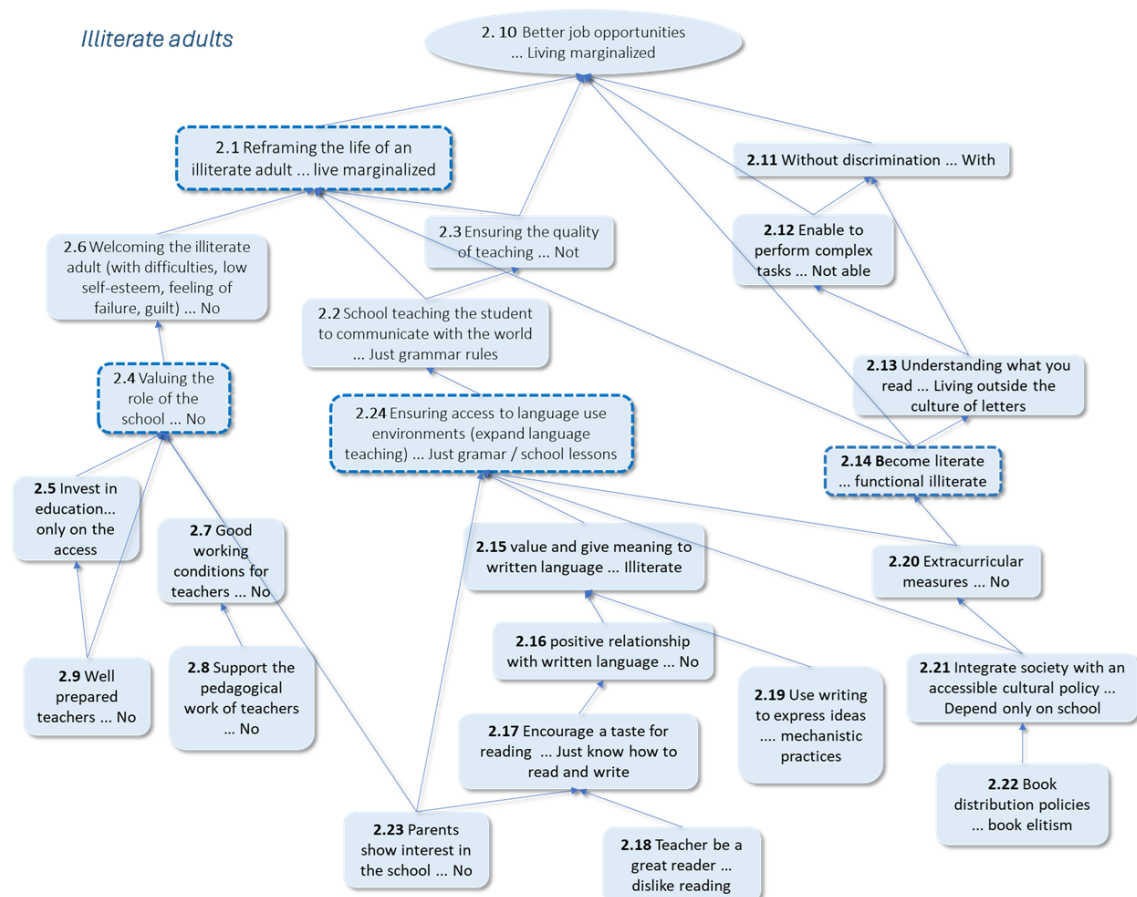 Illiterate adults
2. 10 Better job opportunities
... Living marginalized
2.1 Reframing the life of an
illiterate adult ... live marginalized
2.11 Without discrimination ... With
2.6 Welcoming the illiterate
adult (with difficulties, low
self-esteem, feeling of
failure, guilt) ... No
2.3 Ensuring the quality
of teaching ... Not
2.12 Enable to
perform complex
tasks ... Not able
2.2 School teaching the student
to communicate with the world
... Just grammar rules
2.4 Valuing the
role of the
school ... No
2.13 Understanding what you
read ... Living outside the
culture of letters
2.24 Ensuring access to language use
environments (expand language
teaching) ... Just gramar / school lessons
2.14 Become literate
... functional illiterate
2.5 Invest in
education...
only on the
access
2.7 Good
working
conditions for
teachers ... No
2.15 value and give meaning to
written language ... Illiterate
2.20 Extracurricular
measures ... No
2.16 positive relationship
with written language ... No
2.9 Well
prepared
teachers ... No
2.8 Support the
pedagogical
work of teachers
... No
2.19 Use writing
to express ideas
.... mechanistic
practices
2.21 Integrate society with an
accessible cultural policy ...
Depend only on school
2.17 Encourage a taste for
reading ... Just know how to
read and write
2.22 Book
distribution policies
... book elitism
2.23 Parents
show interest in
the school ... No
2.18 Teacher be a
great reader ...
dislike reading